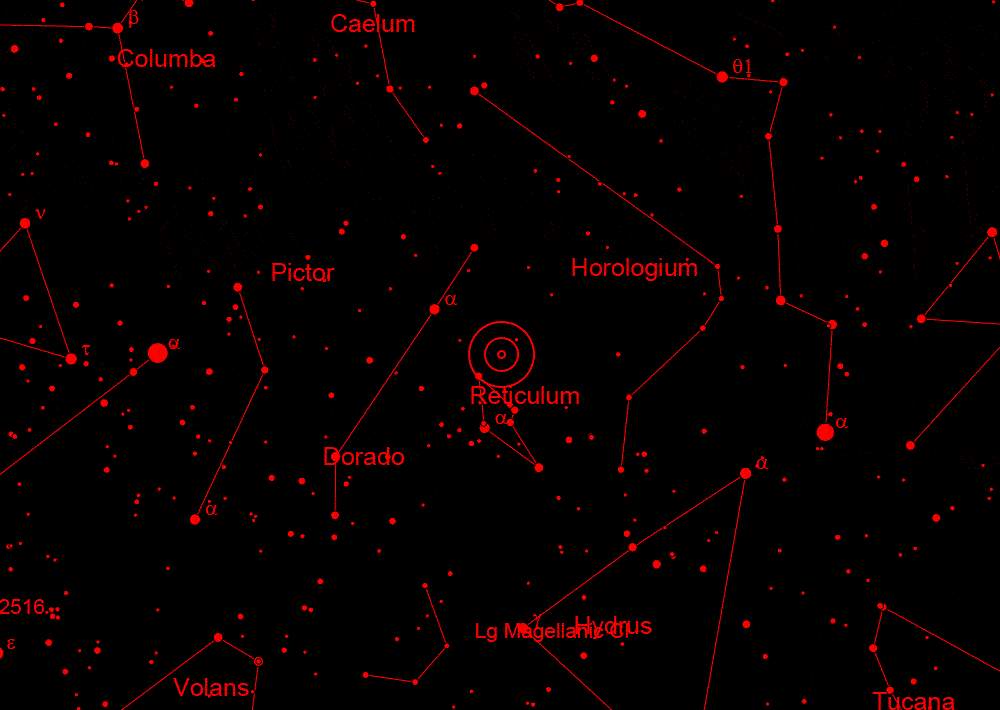 β
Caelum
Columba
θ1
ν
Pictor
Horologium
α
τ
α
Reticulum
α
α
Dorado
α
α
2516
ε
Lg Magellanic Cl
γ
Hydrus
Volans
Tucana